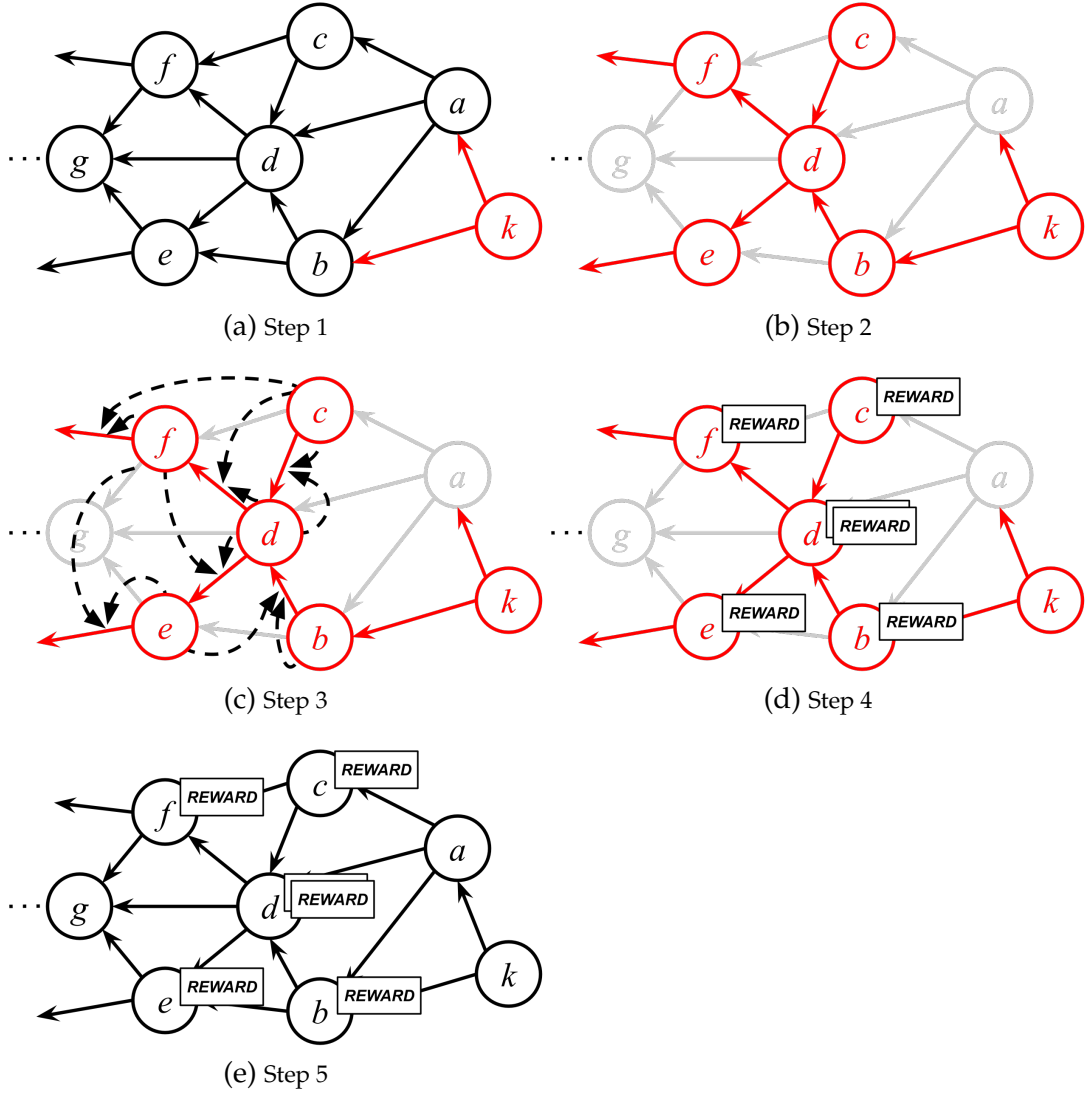 c
f
a
... g
d
k
e
b
(a) Step 1
c
f
a
... g
d
k
e
b
(b) Step 2
c
f
a
... g
d
k
e
b
(c) Step 3
c REWARD
f REWARD
a
... g
d REWARD
k
e REWARD
b REWARD
(d) Step 4
c REWARD
f REWARD
a
... g
d REWARD
k
e REWARD
b REWARD
(e) Step 5